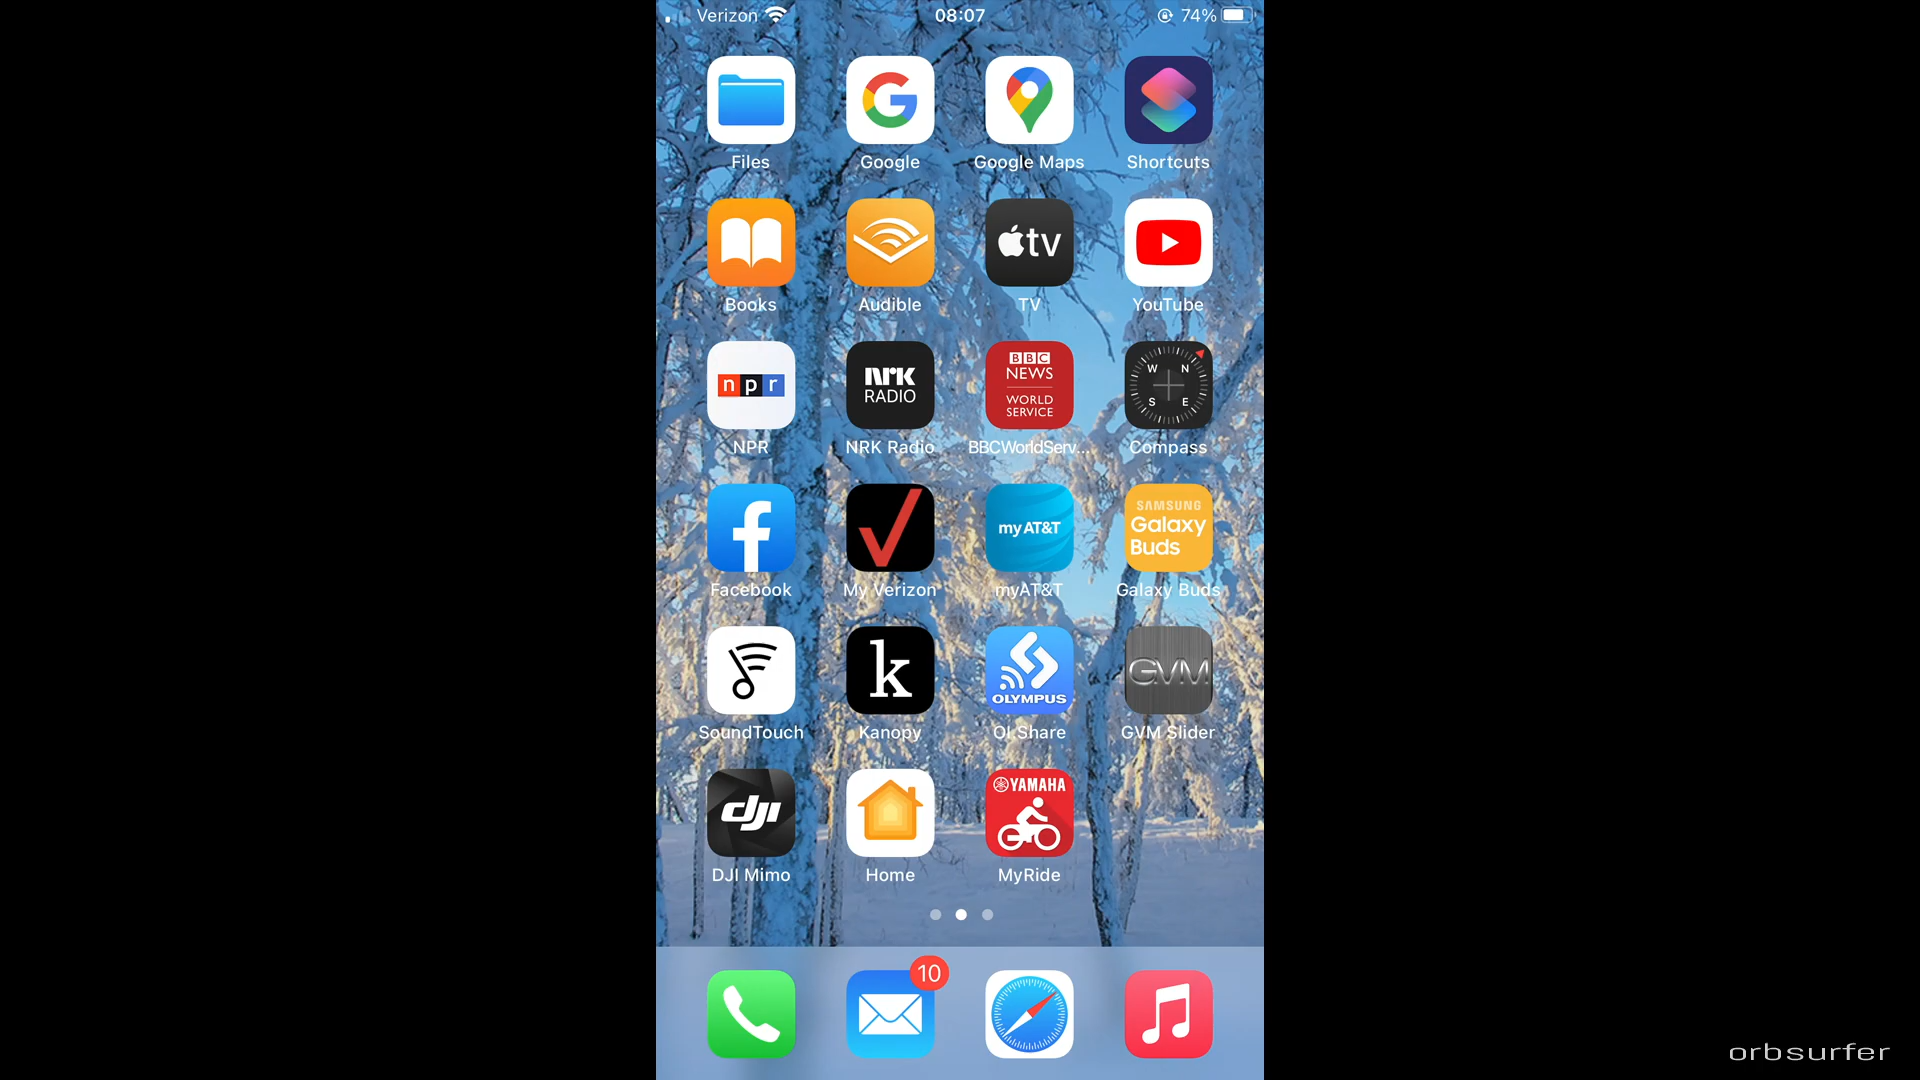 Verizon 08:07 74%
Files Google Google Maps Shortcuts
tv
Books Audible TV YouTube
npr
nrk
RADIO
BBC
NEWS
WORLD
SERVICE
W N
S E
NPR NRK Radio BBCWorldServ... Compass
my AT&T
SAMSUNG
Galaxy
Buds
Facebook My Verizon myAT&T Galaxy Buds
k
OLYMPUS
GVM
SoundTouch Kanopy OI.Share GVM Slider
dji
YAMAHA
DJI Mimo Home MyRide
10
orbsurfer